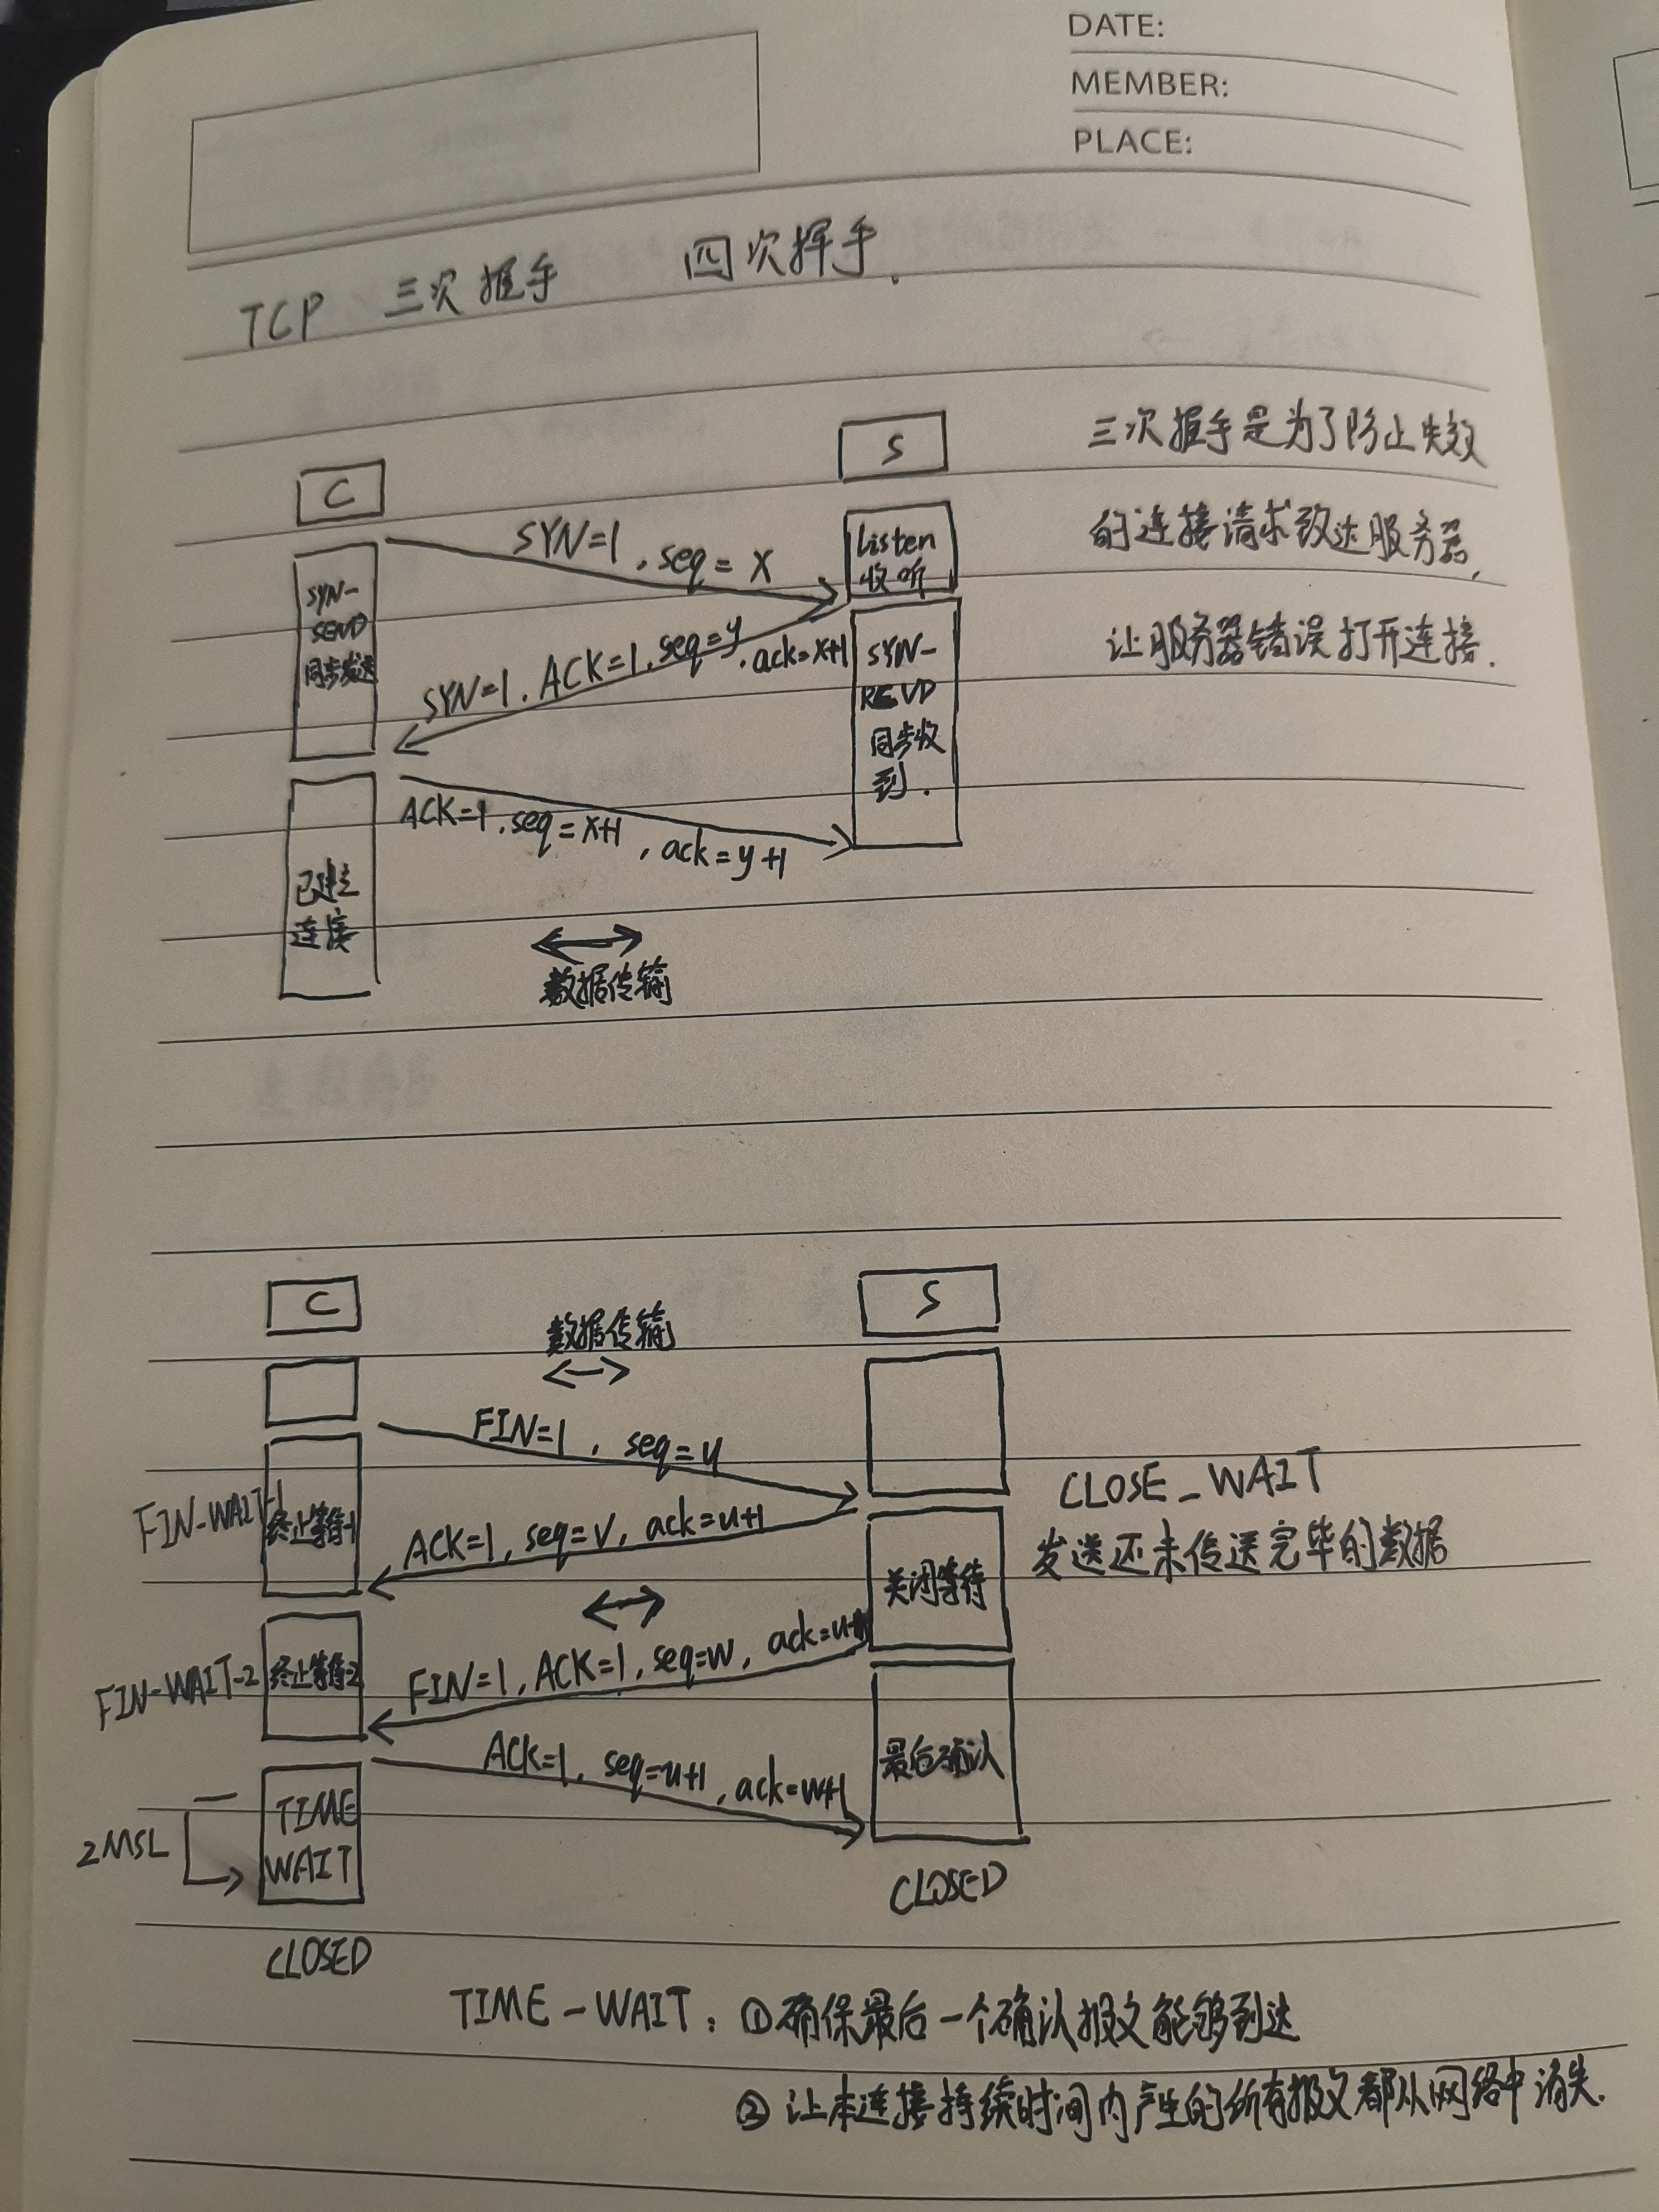 DATE:
MEMBER:
PLACE:
TCP 三次握手 四次挥手.
C
S
三次握手是为了防止失效
的连接请求到达服务器,
让服务器错误打开连接.
SYN=1, seq=x
Listen
收听
SYN-
SEND
同步发送
SYN=1, ACK=1, seq=y, ack=x+1
SYN-
RCVD
同步收
到.
ACK=1, seq=x+1, ack=y+1
已建立
连接
数据传输
C
S
数据传输
FIN=1, seq=u
FIN-WAIT-1
终止等待-1
ACK=1, seq=v, ack=u+1
CLOSE_WAIT
发送还未传送完毕的数据
关闭等待
FIN=1, ACK=1, seq=w, ack=u+1
FIN-WAIT-2
终止等待-2
ACK=1, seq=u+1, ack=w+1
最后确认
2MSL
TIME
WAIT
CLOSED
CLOSED
TIME-WAIT: ①确保最后一个确认报文能够到达
②让本连接持续时间内产生的所有报文都从网络中消失.